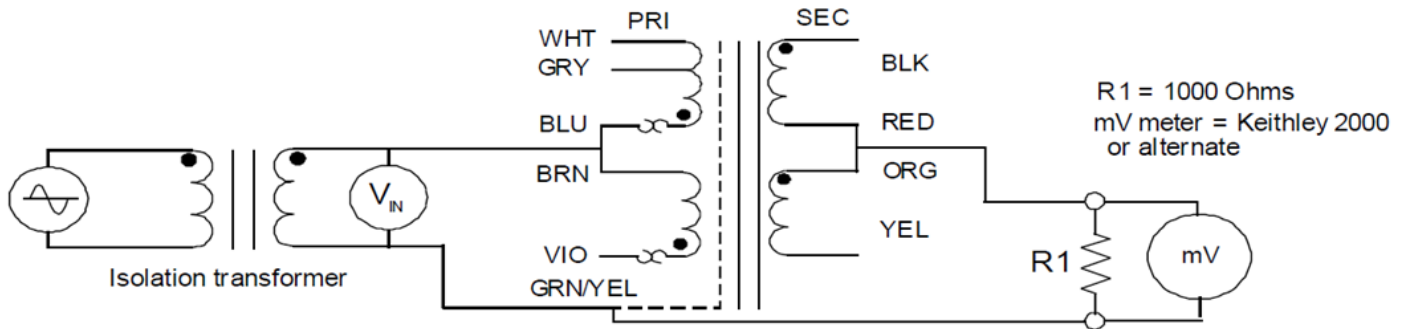 PRI
SEC
WHT
GRY
BLK
BLU
RED
BRN
ORG
VIO
YEL
GRN/YEL
V IN
Isolation transformer
R1 = 1000 Ohms
mV meter = Keithley 2000
or alternate
R1
mV